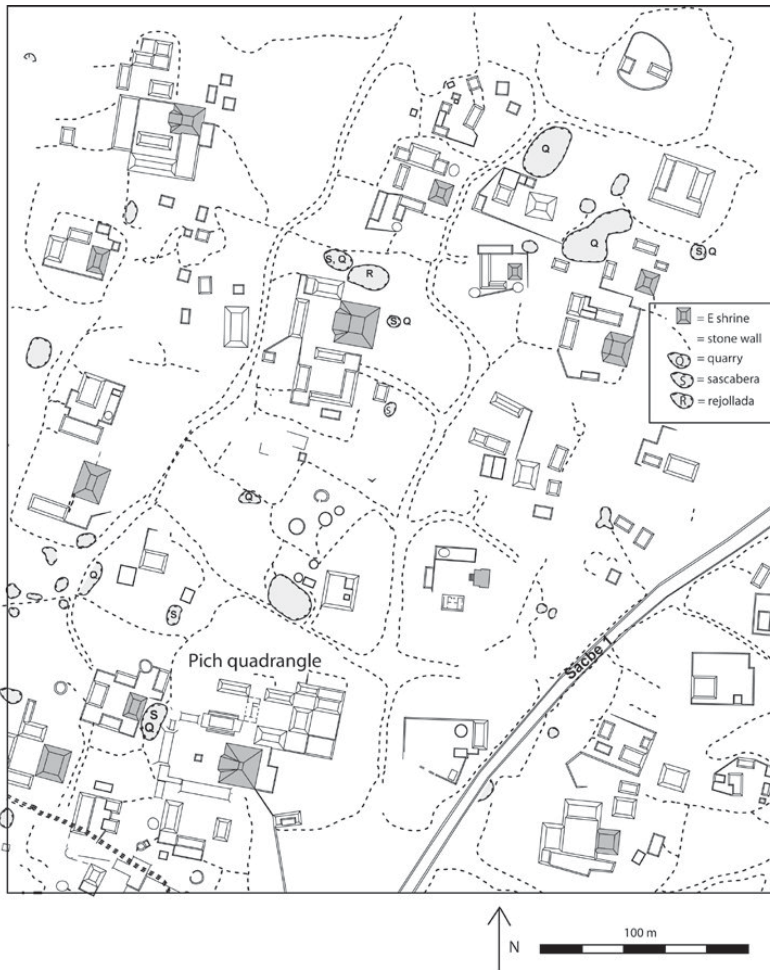 Q
Q
S Q
S, Q
R
S Q
E shrine
= stone wall
Q = quarry
S = sascabera
R = rejollada
S
Q
Q
S
Sacbe 1
Pich quadrangle
S
Q
N
100 m